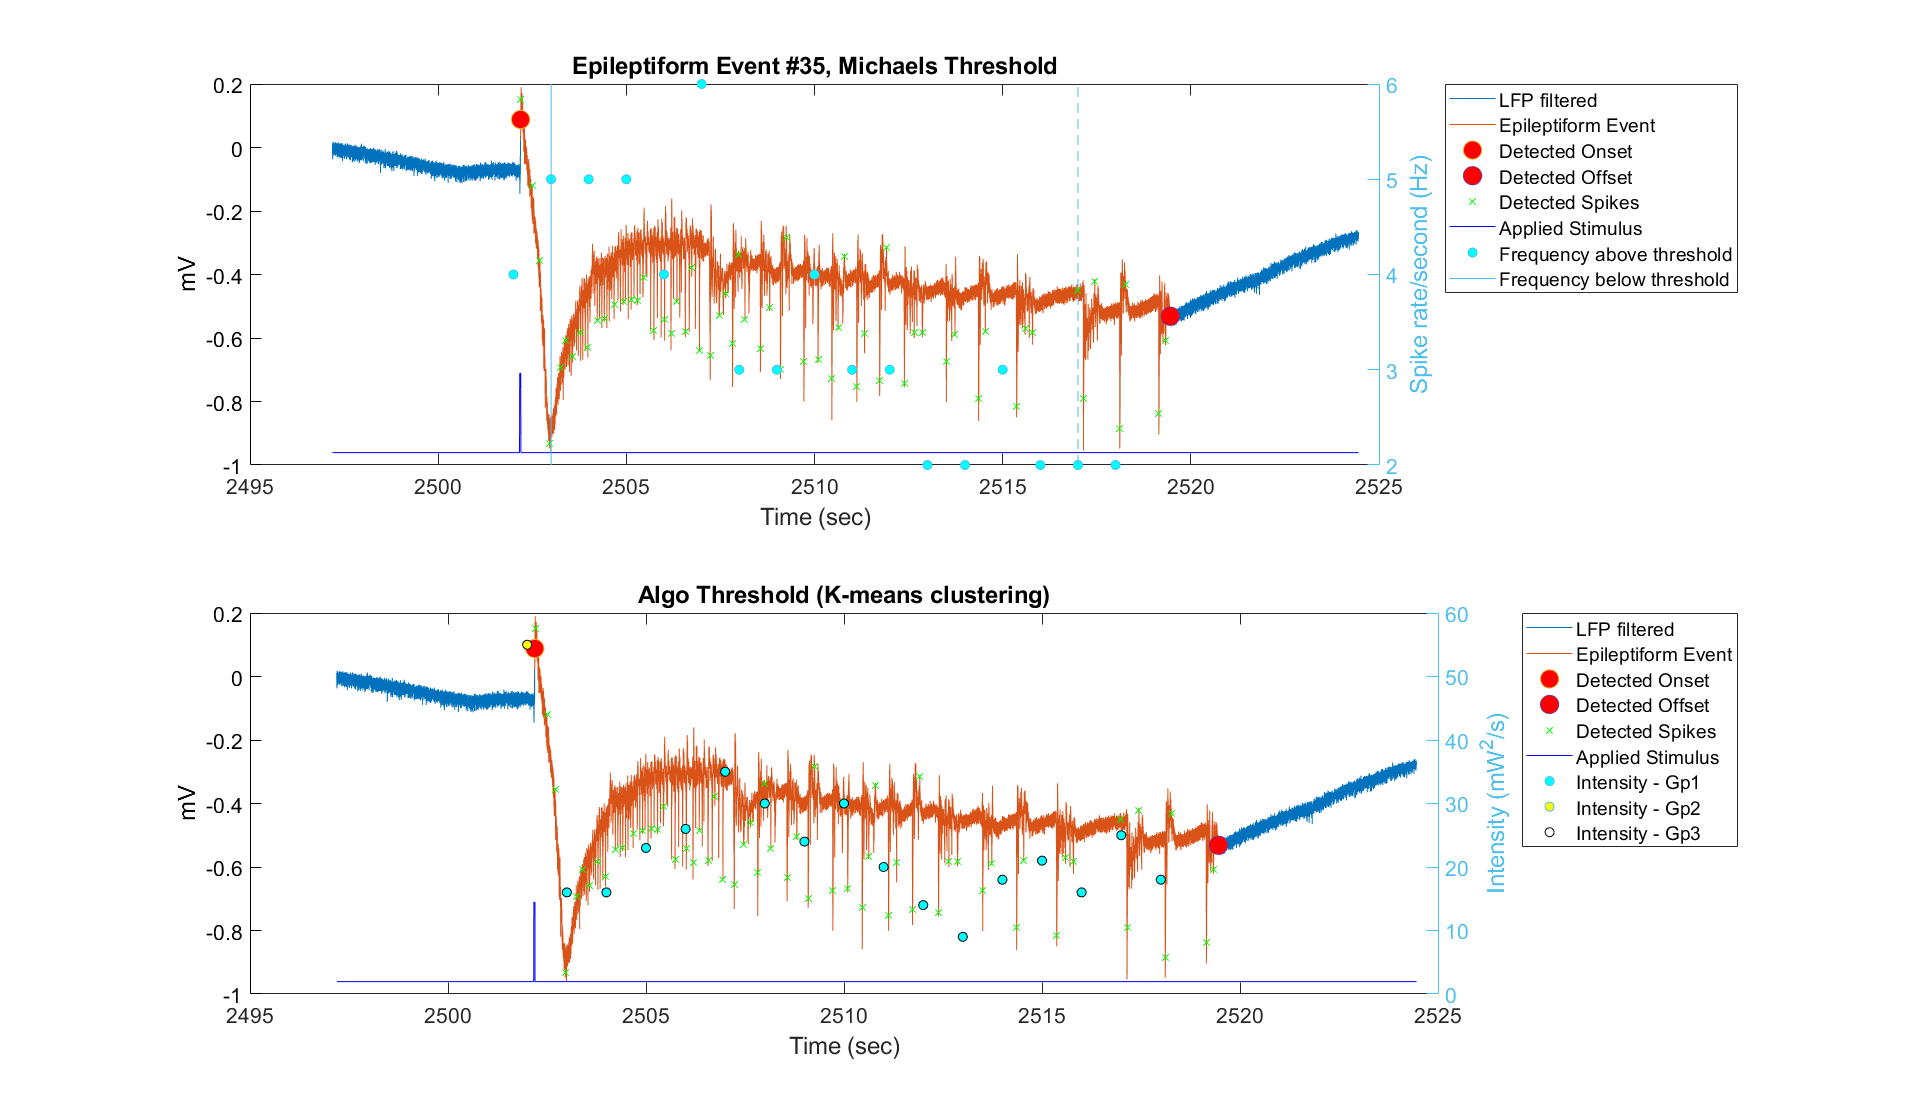 Epileptiform Event #35, Michaels Threshold
0.2
0
-0.2
-0.4
-0.6
-0.8
-1
mV
2495
2500
2505
2510
2515
2520
2525
Time (sec)
6
5
4
3
2
Spike rate/second (Hz)
LFP filtered
Epileptiform Event
Detected Onset
Detected Offset
Detected Spikes
Applied Stimulus
Frequency above threshold
Frequency below threshold
Algo Threshold (K-means clustering)
0.2
0
-0.2
-0.4
-0.6
-0.8
-1
mV
2495
2500
2505
2510
2515
2520
2525
Time (sec)
60
50
40
30
20
10
0
Intensity (mW²/s)
LFP filtered
Epileptiform Event
Detected Onset
Detected Offset
Detected Spikes
Applied Stimulus
Intensity - Gp1
Intensity - Gp2
Intensity - Gp3